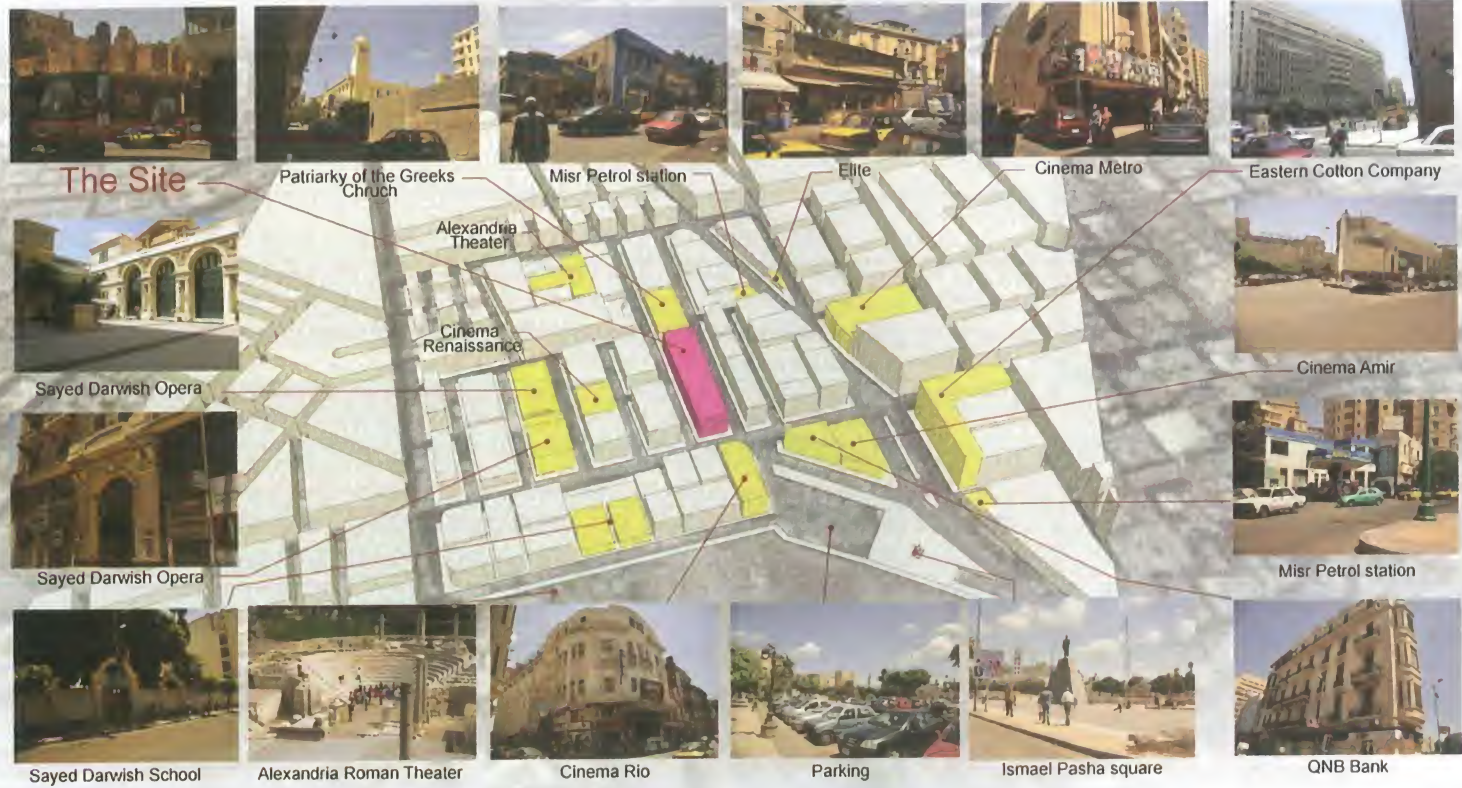 The Site
Patriarky of the Greeks
Chruch
Misr Petrol station
Elite
Cinema Metro
Eastern Cotton Company
Alexandria
Theater
Cinema
Renaissance
Sayed Darwish Opera
Cinema Amir
Sayed Darwish Opera
Misr Petrol station
Sayed Darwish School
Alexandria Roman Theater
Cinema Rio
Parking
Ismael Pasha square
QNB Bank